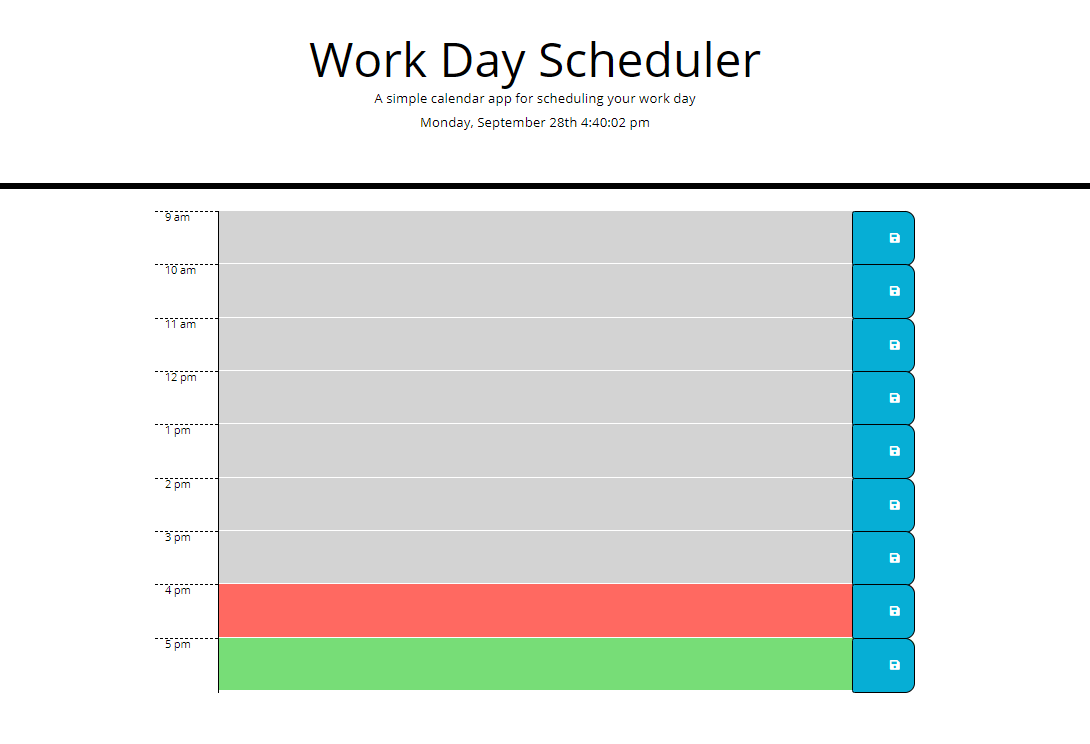 Work Day Scheduler
A simple calendar app for scheduling your work day
Monday, September 28th 4:40:02 pm
9 am
10 am
11 am
12 pm
1 pm
2 pm
3 pm
4 pm
5 pm